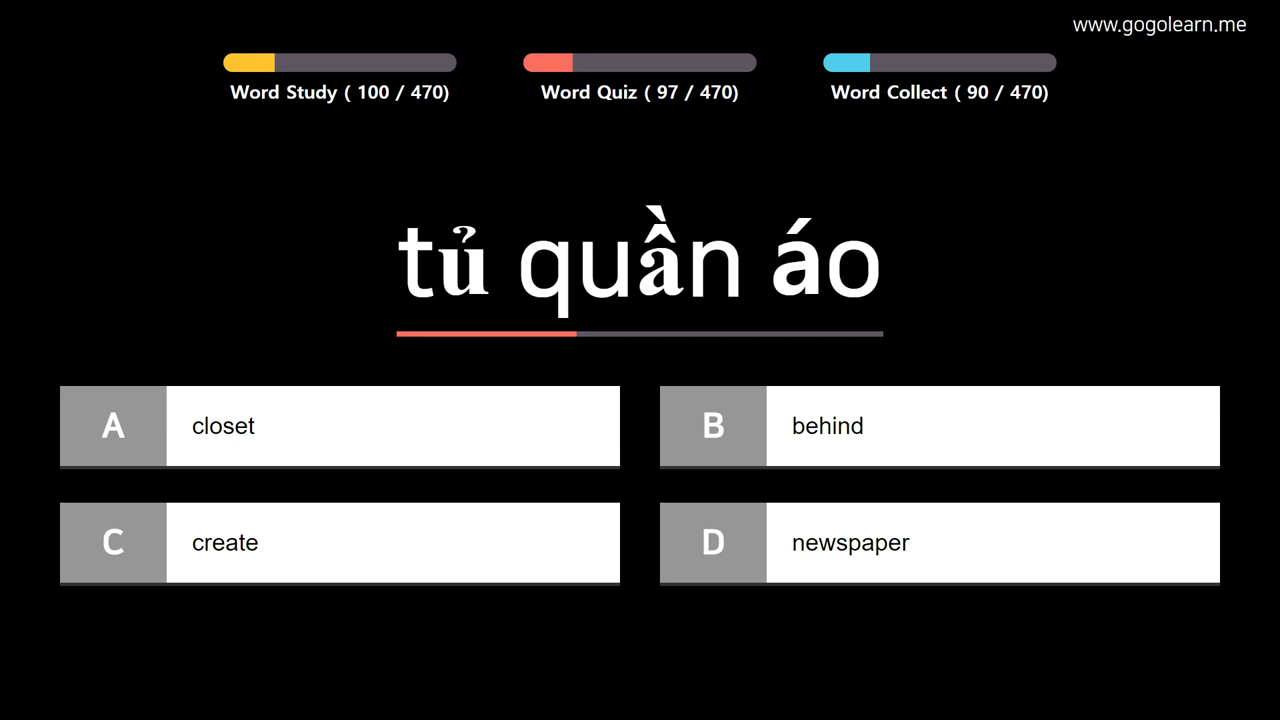 www.gogolearn.me
Word Study ( 100 / 470)
Word Quiz ( 97 / 470)
Word Collect ( 90 / 470)
tủ quần áo
A closet
B behind
C create
D newspaper